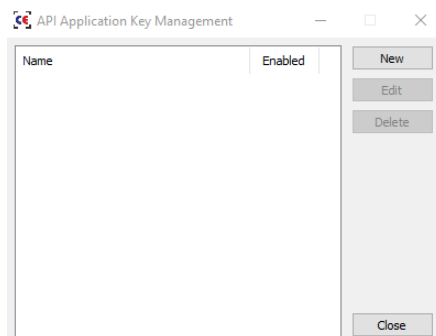 API Application Key Management
Name Enabled
New
Edit
Delete
Close